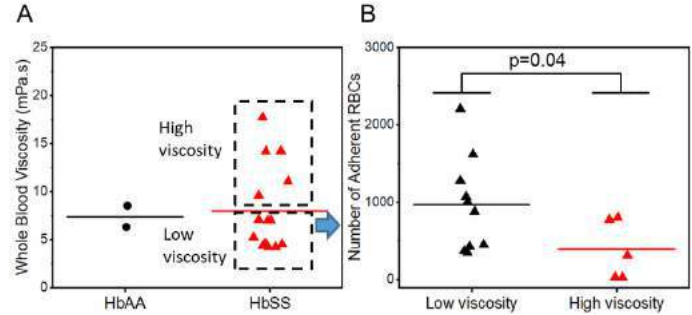 A
B
Whole Blood Viscosity (mPa.s)
25
20
15
10
5
0
High
viscosity
Low
viscosity
HbAA
HbSS
Number of Adherent RBCs
3000
2000
1000
0
p=0.04
Low viscosity
High viscosity